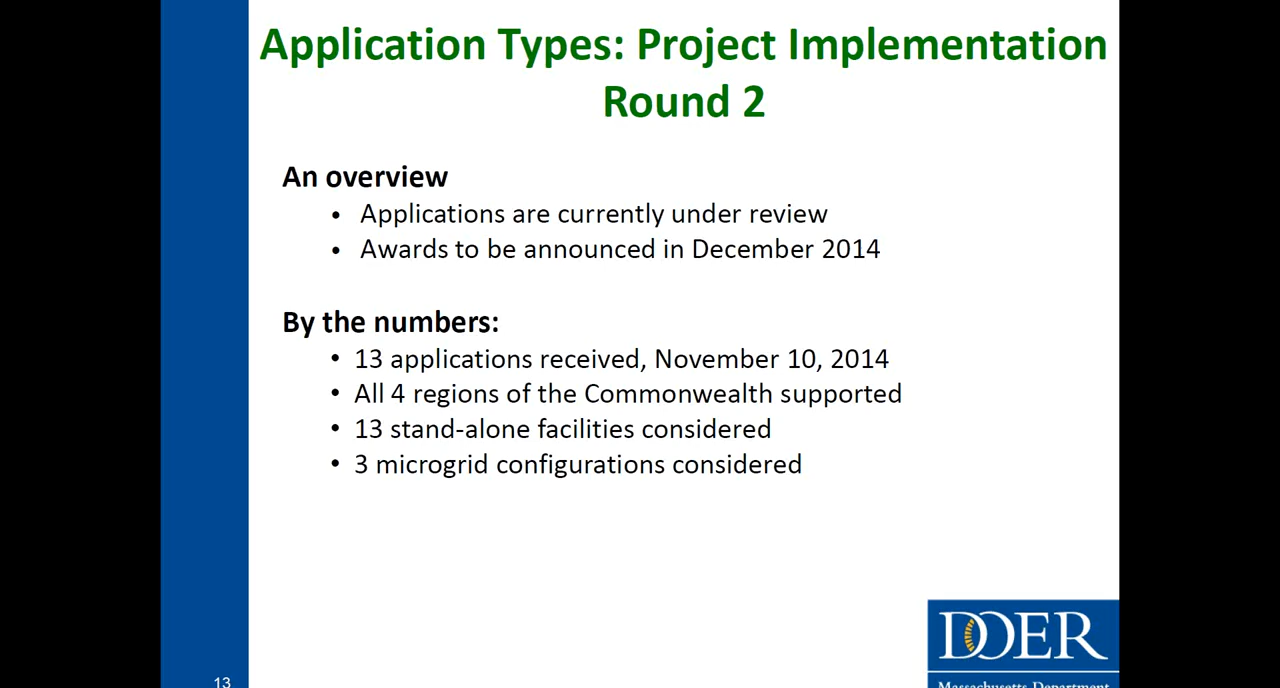 Application Types: Project Implementation
Round 2
An overview
• Applications are currently under review
• Awards to be announced in December 2014
By the numbers:
• 13 applications received, November 10, 2014
• All 4 regions of the Commonwealth supported
• 13 stand-alone facilities considered
• 3 microgrid configurations considered
DOER
Massachusetts Department
13